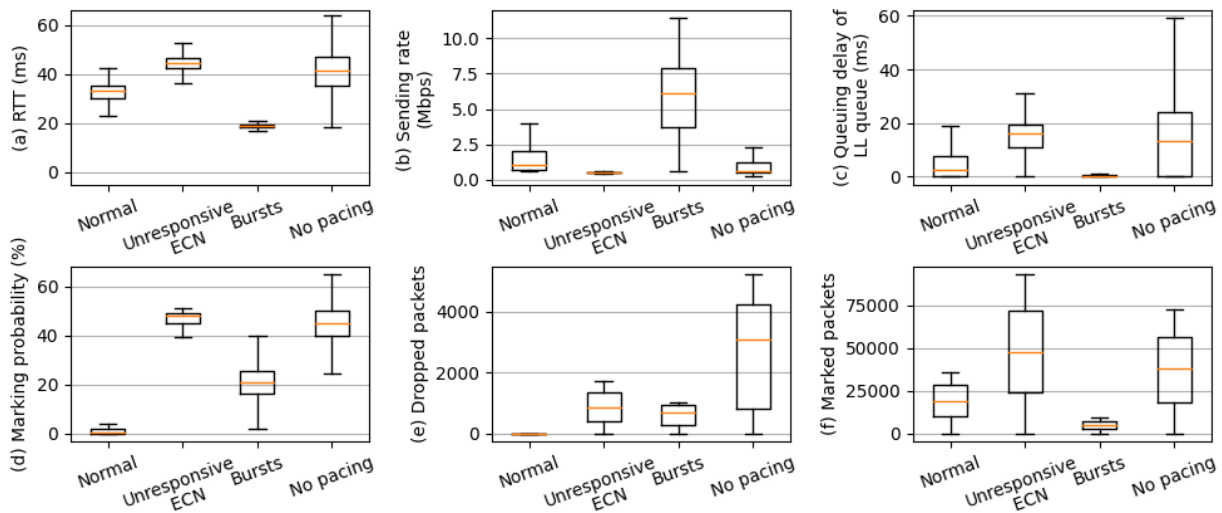 (a) RTT (ms)
60
40
20
0
Normal
Unresponsive
ECN
Bursts
No pacing
(b) Sending rate
(Mbps)
10.0
7.5
5.0
2.5
0.0
Normal
Unresponsive
ECN
Bursts
No pacing
(c) Queuing delay of
LL queue (ms)
60
40
20
0
Normal
Unresponsive
ECN
Bursts
No pacing
(d) Marking probability (%)
60
40
20
0
Normal
Unresponsive
ECN
Bursts
No pacing
(e) Dropped packets
4000
2000
0
Normal
Unresponsive
ECN
Bursts
No pacing
(f) Marked packets
75000
50000
25000
0
Normal
Unresponsive
ECN
Bursts
No pacing